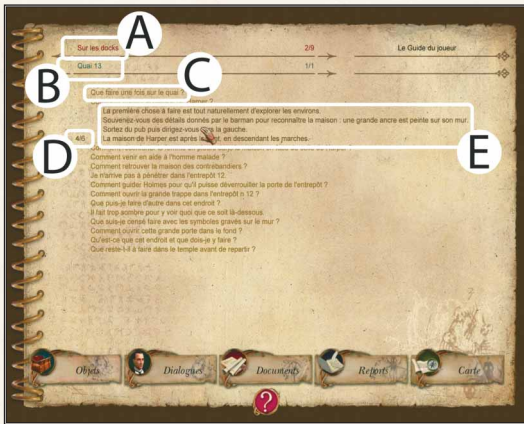 A
Sur les docks 2/9 Le Guide du joueur
B
Quai 13 1/1
C
Que faire une fois sur le quai ?
La première chose à faire est tout naturellement d'explorer les environs.
Souvenez-vous des détails donnés par le barman pour reconnaître la maison : une grande ancre est peinte sur son mur.
Sortez du pub puis dirigez-vous la gauche.
D 4/6 La maison de Harper est après le en descendant les marches. E
Comment venir en aide à l'homme malade ?
Comment retrouver la maison des contrebandiers ?
Je n'arrive pas à pénétrer dans l'entrepôt 12.
Comment guider Holmes pour qu'il puisse déverrouiller la porte de l'entrepôt ?
Comment ouvrir la grande trappe dans l'entrepôt n 12 ?
Que puis-je faire d'autre dans cet endroit ?
Il fait trop sombre pour y voir quoi que ce soit là-dessous.
Que suis-je censé faire avec les symboles gravés sur le mur ?
Comment ouvrir cette grande porte dans le fond ?
Qu'est-ce que cet endroit et que dois-je y faire ?
Que reste-t-il à faire dans le temple avant de repartir ?
Objets Dialogues Documents Reports Carte
?